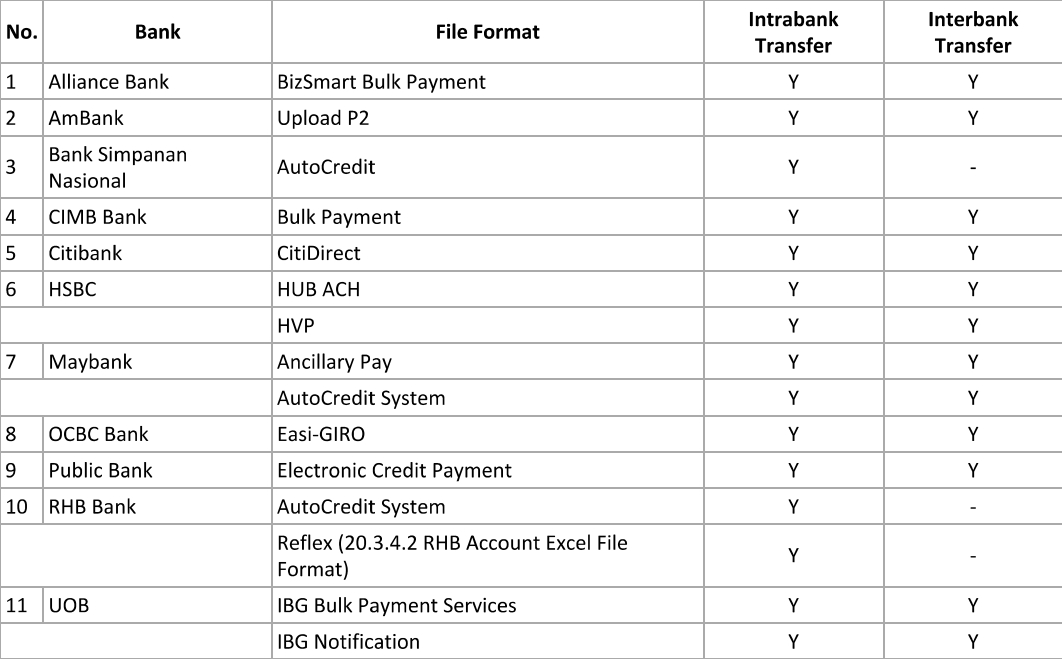 No. Bank File Format Intrabank Transfer Interbank Transfer
1 Alliance Bank BizSmart Bulk Payment Y Y
2 AmBank Upload P2 Y Y
3 Bank Simpanan Nasional AutoCredit Y -
4 CIMB Bank Bulk Payment Y Y
5 Citibank CitiDirect Y Y
6 HSBC HUB ACH Y Y
HVP Y Y
7 Maybank Ancillary Pay Y Y
AutoCredit System Y Y
8 OCBC Bank Easi-GIRO Y Y
9 Public Bank Electronic Credit Payment Y Y
10 RHB Bank AutoCredit System Y -
Reflex (20.3.4.2 RHB Account Excel File Format) Y -
11 UOB IBG Bulk Payment Services Y Y
IBG Notification Y Y